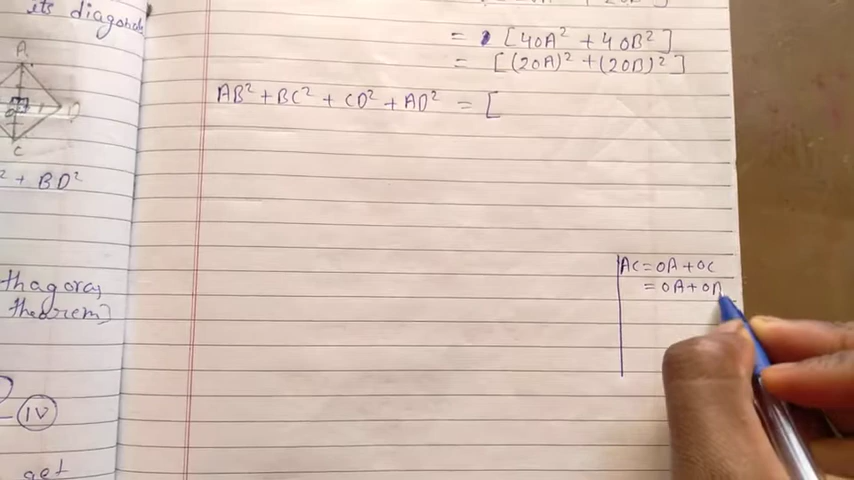 its diagonals
A
C
² + BD²
thagoras
theorem]
IV
get
= [4OA² + 4OB²]
= [(2OA)² + (2OB)²]
AB² + BC² + CD² + AD² = [
AC = OA + OC
= OA + OA